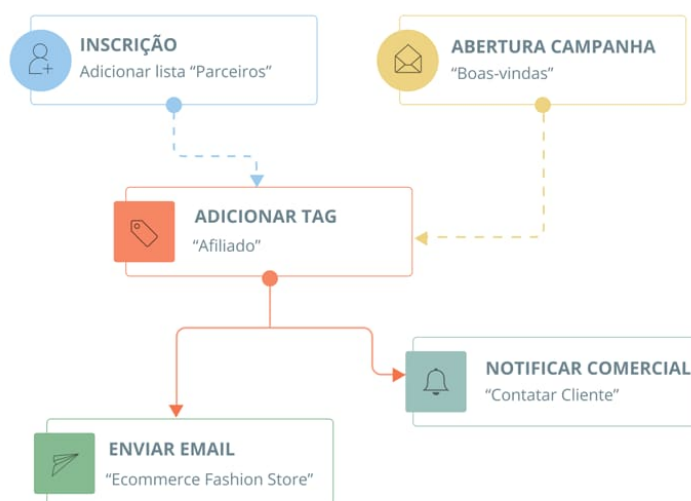 INSCRIÇÃO
Adicionar lista “Parceiros”
ABERTURA CAMPANHA
“Boas-vindas”
ADICIONAR TAG
“Afiliado”
NOTIFICAR COMERCIAL
“Contatar Cliente”
ENVIAR EMAIL
“Ecommerce Fashion Store”